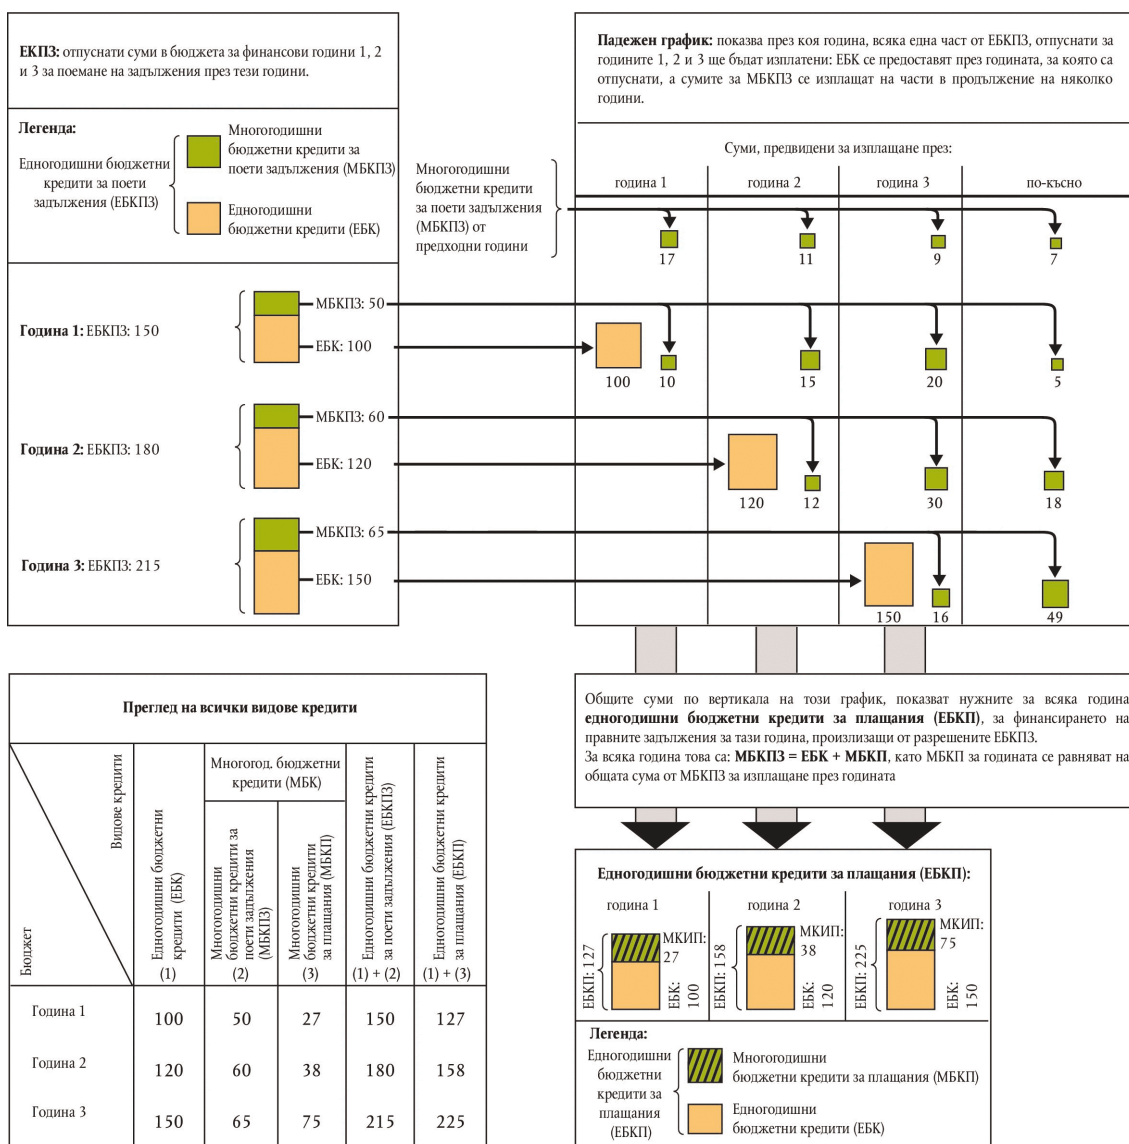 ЕКПЗ: отпуснати суми в бюджета за финансови години 1, 2
и 3 за поемане на задължения през тези години.
Легенда:
Едногодишни бюджетни
кредити за поети
задължения (ЕБКПЗ)
Многогодишни
бюджетни кредити за
поети задължения (МБКПЗ)
Едногодишни
бюджетни кредити (ЕБК)
Година 1: ЕБКПЗ: 150
МБКПЗ: 50
ЕБК: 100
Година 2: ЕБКПЗ: 180
МБКПЗ: 60
ЕБК: 120
Година 3: ЕБКПЗ: 215
МБКПЗ: 65
ЕБК: 150
Падежен график: показва през коя година, всяка една част от ЕБКПЗ, отпуснати за
годините 1, 2 и 3 ще бъдат изплатени: ЕБК се предоставят през годината, за която са
отпуснати, а сумите за МБКПЗ се изплащат на части в продължение на няколко
години.
Суми, предвидени за изплащане през:
година 1 година 2 година 3 по-късно
Многогодишни
бюджетни кредити
за поети задължения
(МБКПЗ) от
предходни години
17 11 9 7
100 10 15 20 5
120 12 30 18
150 16 49
Общите суми по вертикала на този график, показват нужните за всяка година
едногодишни бюджетни кредити за плащания (ЕБКП), за финансирането на
правните задължения за тази година, произлизащи от разрешените ЕБКПЗ.
За всяка година това са: МБКПЗ = ЕБК + МБКП, като МБКП за годината се равняват на
общата сума от МБКПЗ за изплащане през годината
Преглед на всички видове кредити
Видове кредити
Бюджет
Едногодишни бюджетни
кредити (ЕБК)
(1)
Многогод. бюджетни
кредити (МБК)
Многогодишни
бюджетни кредити за
поети задължения
(МБКПЗ)
(2)
Многогодишни
бюджетни кредити
за плащания (МБКП)
(3)
Едногодишни бюджетни кредити
за поети задължения (ЕБКПЗ)
(1) + (2)
Едногодишни бюджетни кредити
за плащания (ЕБКП)
(1) + (3)
Година 1 100 50 27 150 127
Година 2 120 60 38 180 158
Година 3 150 65 75 215 225
Едногодишни бюджетни кредити за плащания (ЕБКП):
година 1 година 2 година 3
ЕБКП: 127
МКИП:
27
ЕБК:
100
ЕБКП: 158
МКИП:
38
ЕБК:
120
ЕБКП: 225
МКИП:
75
ЕБК:
150
Легенда:
Едногодишни
бюджетни
кредити за
плащания
(ЕБКП)
Многогодишни
бюджетни кредити за плащания (МБКП)
Едногодишни
бюджетни кредити (ЕБК)